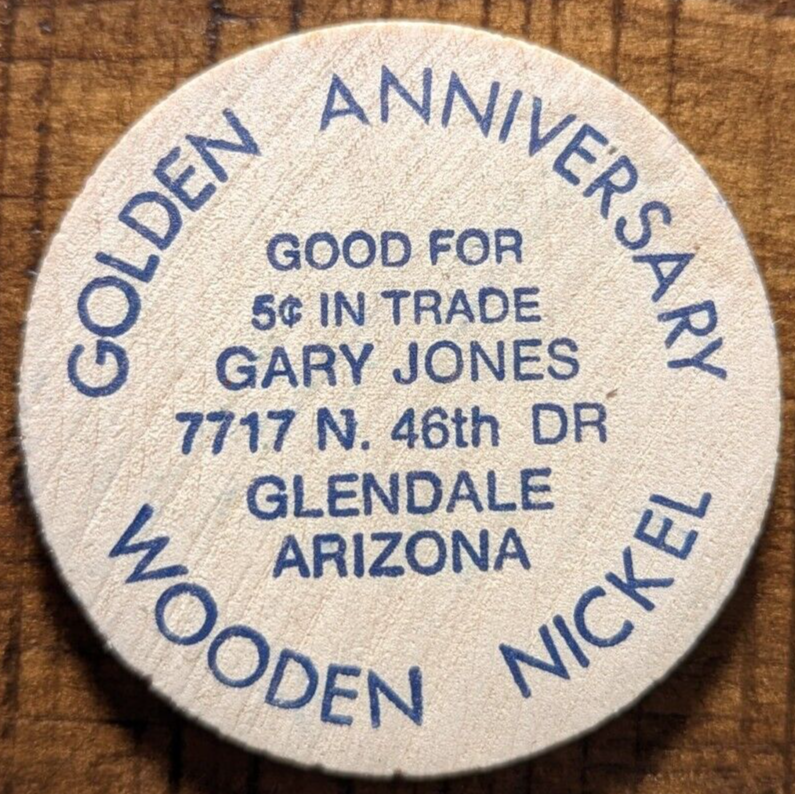 GOLDEN ANNIVERSARY
GOOD FOR
5¢ IN TRADE
GARY JONES
7717 N. 46th DR
GLENDALE
ARIZONA
WOODEN NICKEL